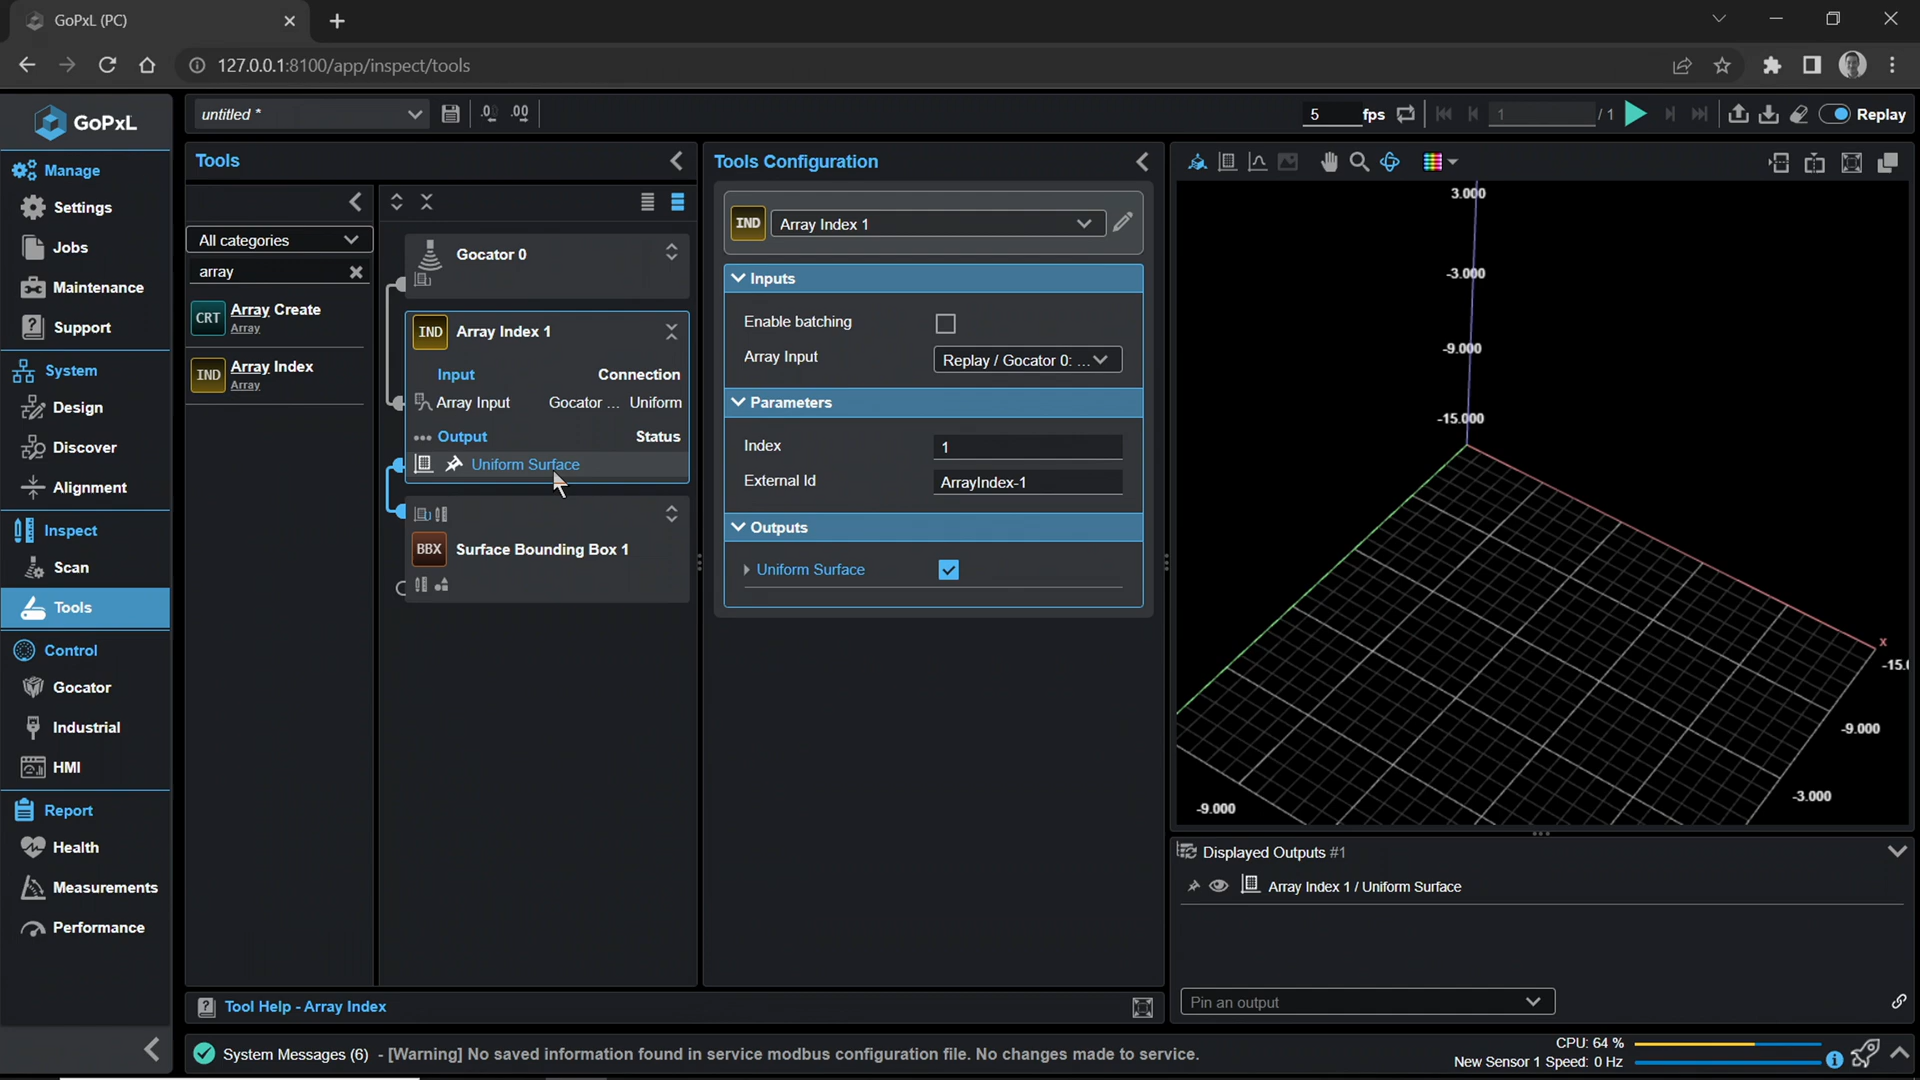 GoPxL (PC)
127.0.0.1:8100/app/inspect/tools
GoPxL
untitled *
5 fps
1 / 1
Replay
Manage
Settings
Jobs
Maintenance
Support
System
Design
Discover
Alignment
Inspect
Scan
Tools
Control
Gocator
Industrial
HMI
Report
Health
Measurements
Performance
Tools
All categories
array
CRT Array Create
Array
IND Array Index
Array
Gocator 0
IND Array Index 1
Input Connection
Array Input Gocator ... Uniform
Output Status
Uniform Surface
BBX Surface Bounding Box 1
Tools Configuration
IND Array Index 1
Inputs
Enable batching
Array Input Replay / Gocator 0: ...
Parameters
Index 1
External Id ArrayIndex-1
Outputs
Uniform Surface
3.000
-3.000
-9.000
-15.000
x
-15.0
-9.000
-3.000
-9.000
Displayed Outputs #1
Array Index 1 / Uniform Surface
Pin an output
Tool Help - Array Index
System Messages (6) - [Warning] No saved information found in service modbus configuration file. No changes made to service.
CPU: 64 %
New Sensor 1 Speed: 0 Hz